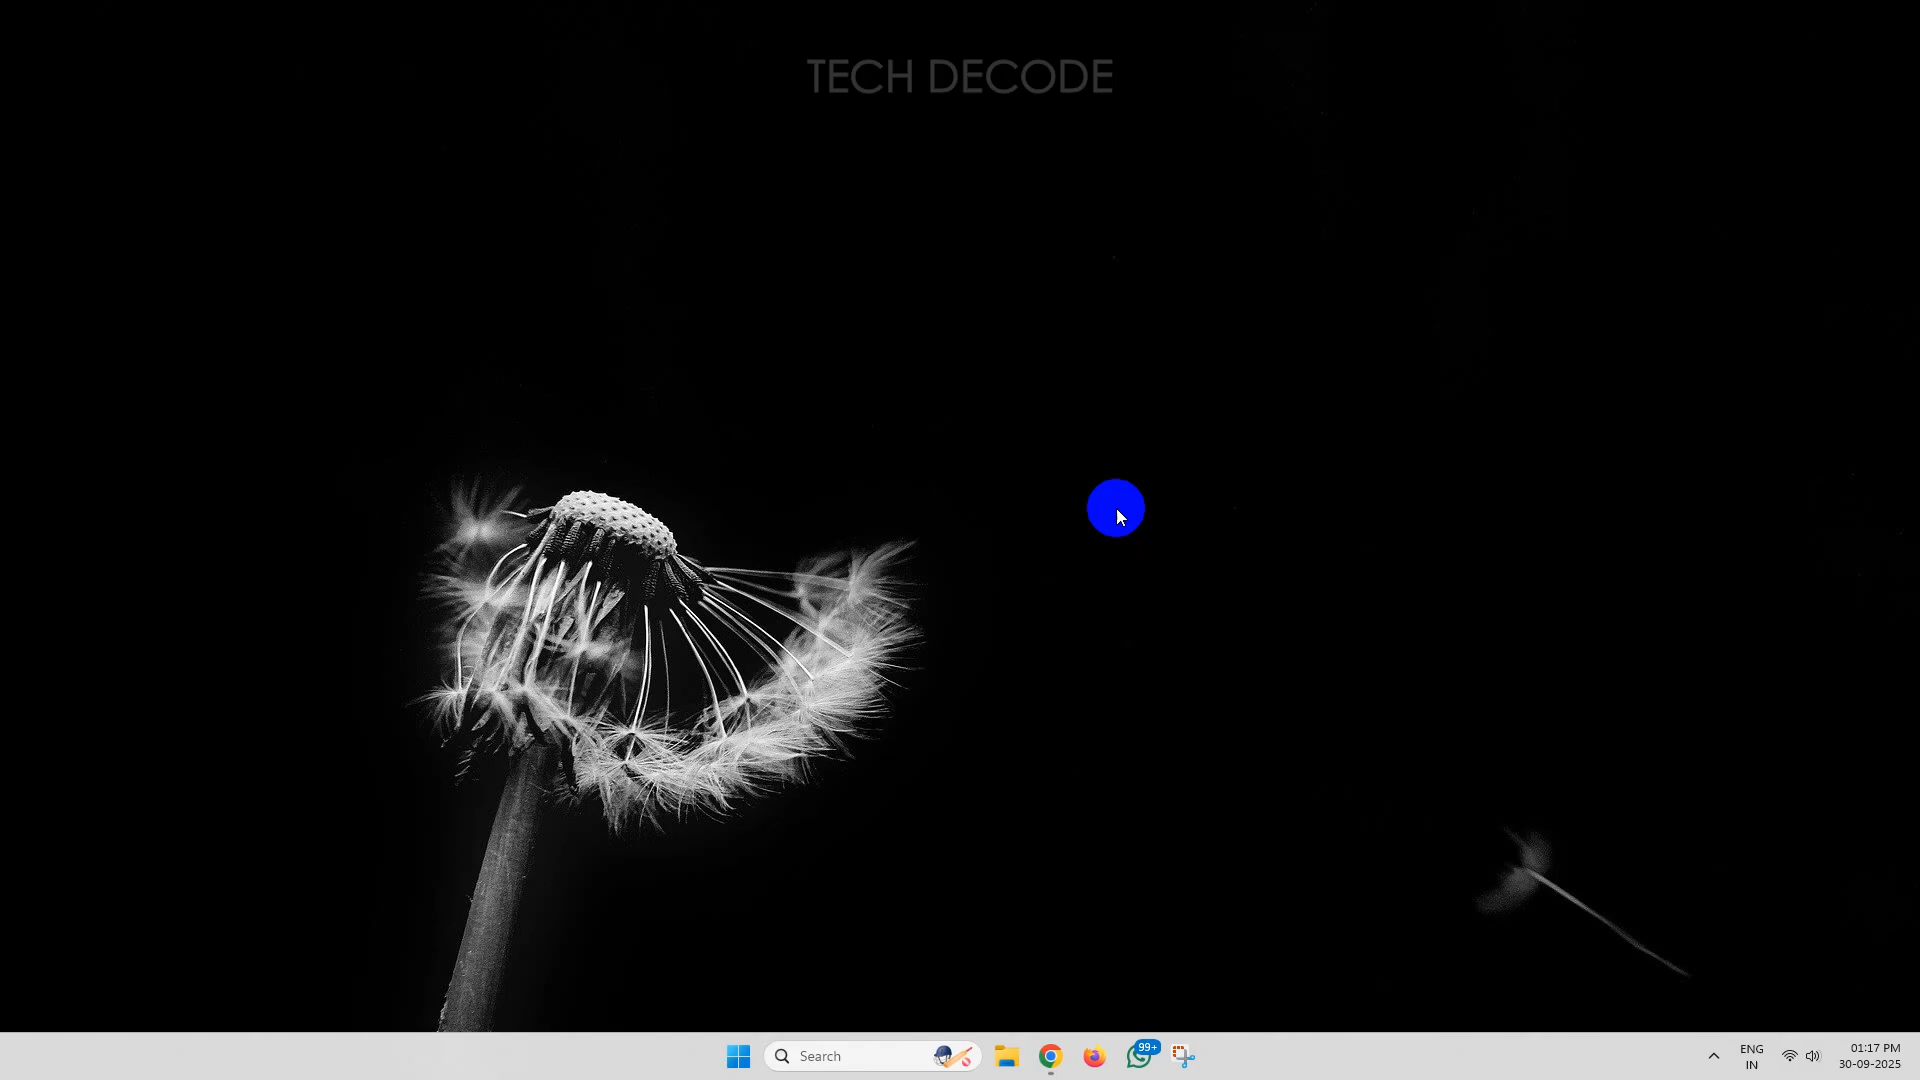 TECH DECODE
Search
99+
ENG
IN
01:17 PM
30-09-2025